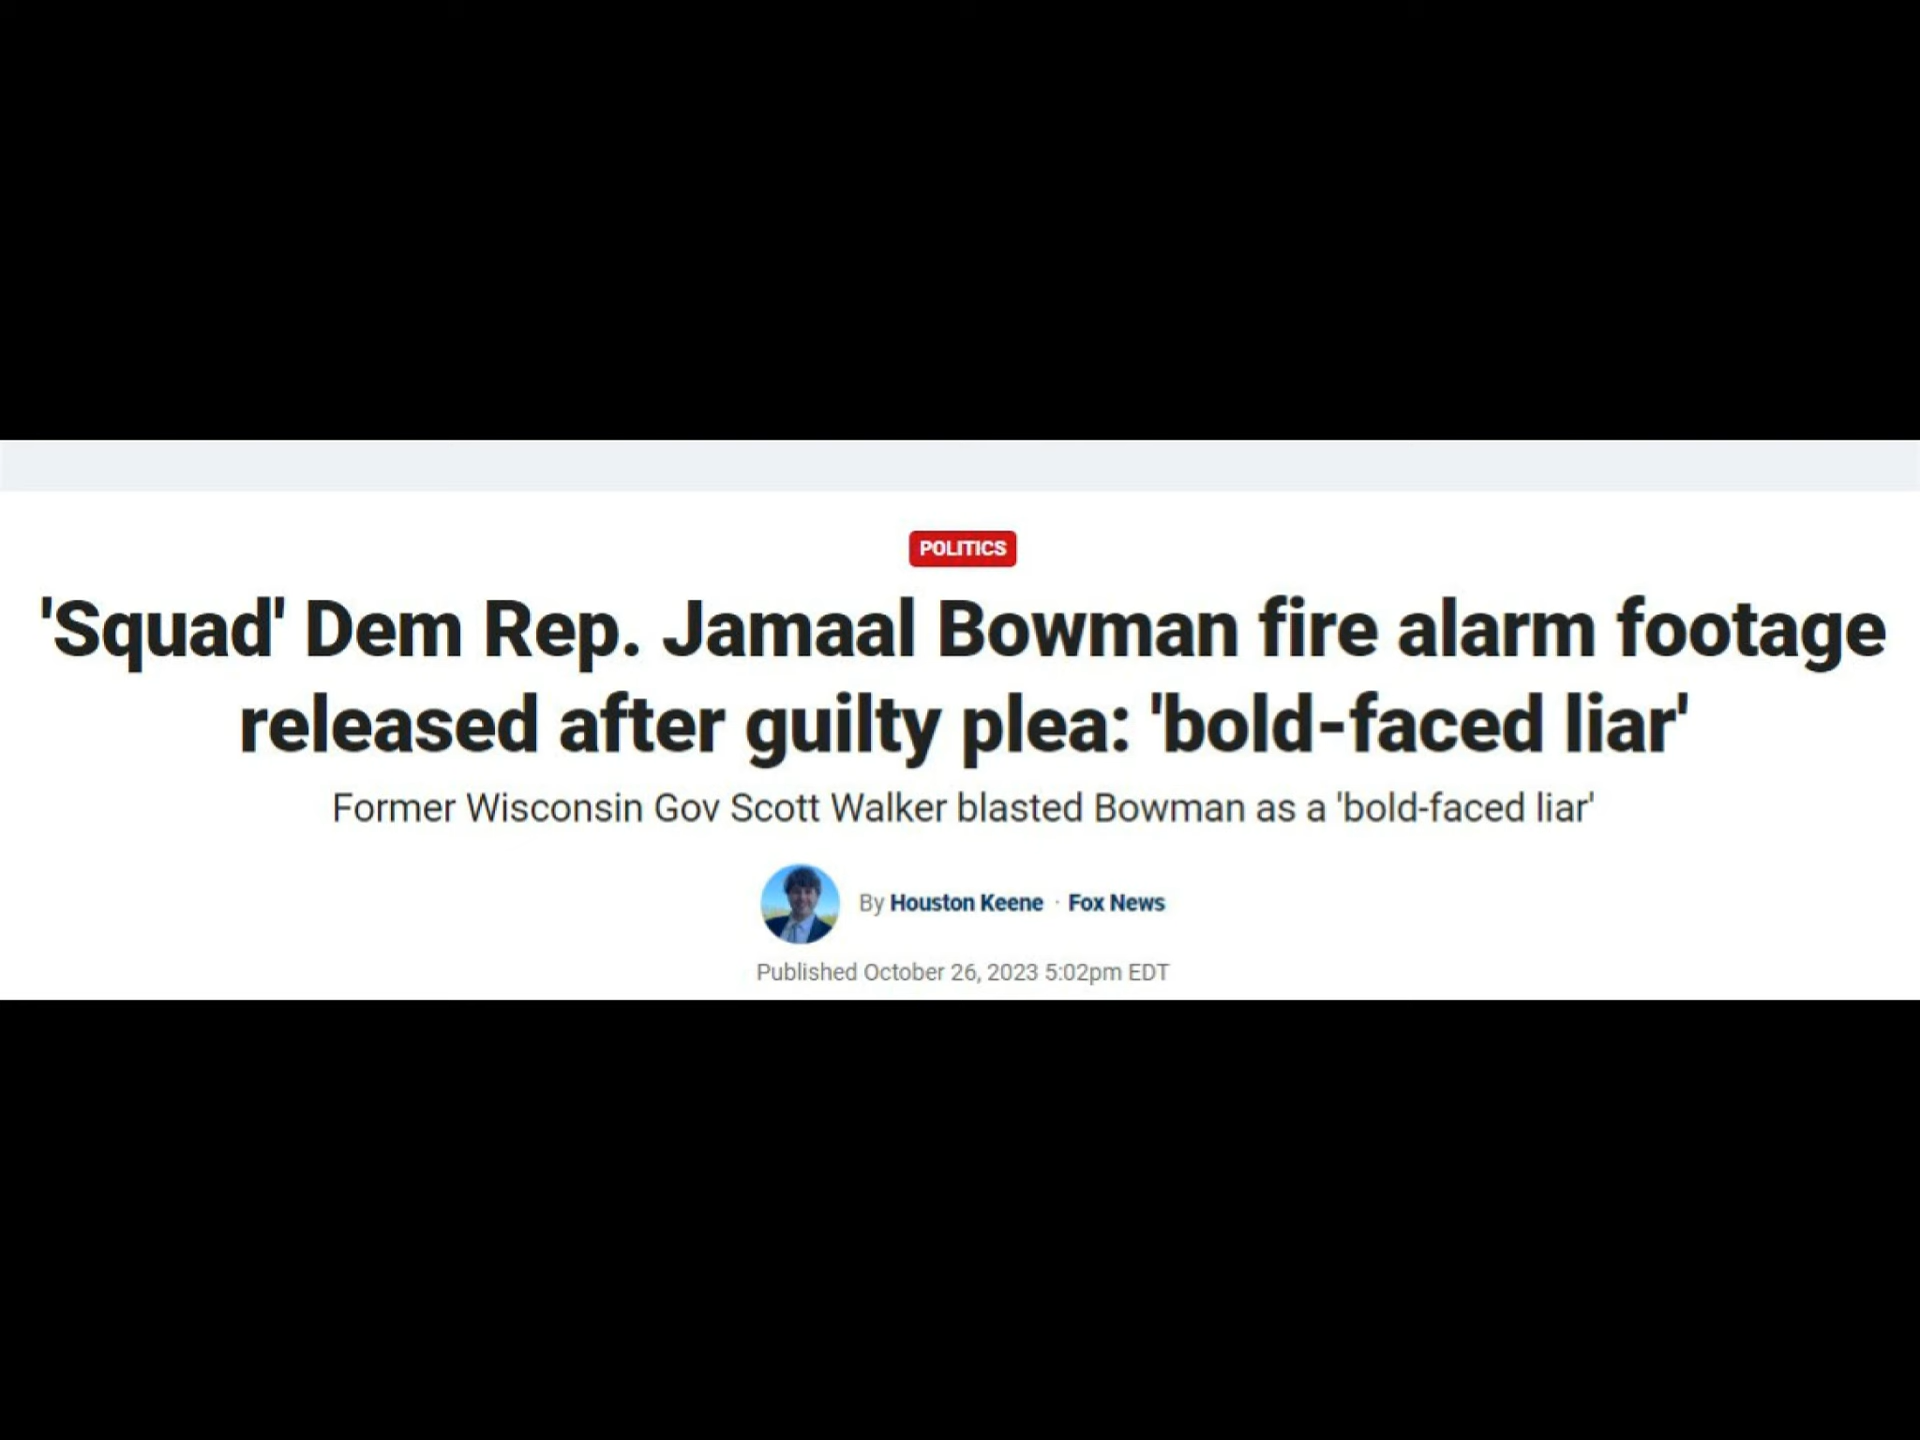 POLITICS
'Squad' Dem Rep. Jamaal Bowman fire alarm footage
released after guilty plea: 'bold-faced liar'
Former Wisconsin Gov Scott Walker blasted Bowman as a 'bold-faced liar'
By Houston Keene · Fox News
Published October 26, 2023 5:02pm EDT